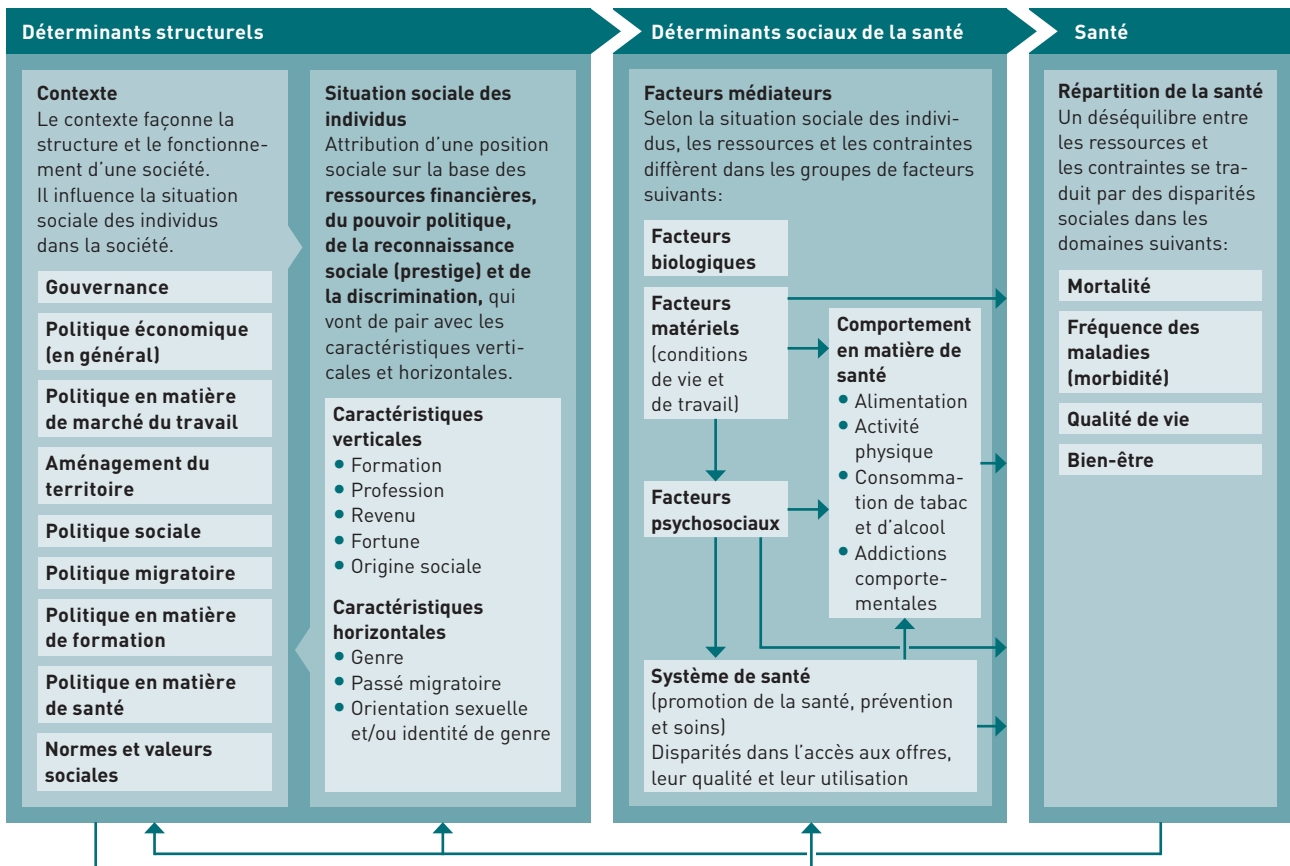 Déterminants structurels
Déterminants sociaux de la santé
Santé
Contexte
Le contexte façonne la
structure et le fonctionne-
ment d’une société.
Il influence la situation
sociale des individus
dans la société.
Gouvernance
Politique économique
(en général)
Politique en matière
de marché du travail
Aménagement du
territoire
Politique sociale
Politique migratoire
Politique en matière
de formation
Politique en matière
de santé
Normes et valeurs
sociales
Situation sociale des
individus
Attribution d’une position
sociale sur la base des
ressources financières,
du pouvoir politique,
de la reconnaissance
sociale (prestige) et de
la discrimination, qui
vont de pair avec les
caractéristiques verti-
cales et horizontales.
Caractéristiques
verticales
• Formation
• Profession
• Revenu
• Fortune
• Origine sociale
Caractéristiques
horizontales
• Genre
• Passé migratoire
• Orientation sexuelle
et/ou identité de genre
Facteurs médiateurs
Selon la situation sociale des indivi-
dus, les ressources et les contraintes
diffèrent dans les groupes de facteurs
suivants:
Facteurs
biologiques
Facteurs
matériels
(conditions
de vie et
de travail)
Facteurs
psychosociaux
Comportement
en matière de
santé
• Alimentation
• Activité
physique
• Consomma-
tion de tabac
et d’alcool
• Addictions
comporte-
mentales
Système de santé
(promotion de la santé, prévention
et soins)
Disparités dans l’accès aux offres,
leur qualité et leur utilisation
Répartition de la santé
Un déséquilibre entre
les ressources et
les contraintes se tra-
duit par des disparités
sociales dans les
domaines suivants:
Mortalité
Fréquence des
maladies
(morbidité)
Qualité de vie
Bien-être